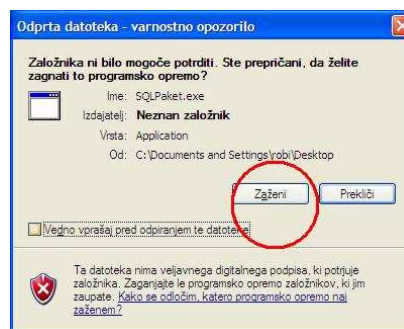 Odprta datoteka - varnostno opozorilo
Založnika ni bilo mogoče potrditi. Ste prepričani, da želite
zagnati to programsko opremo?
Ime: SQLPaket.exe
Izdajatelj: Neznan založnik
Vrsta: Application
Od: C:\Documents and Settings\robi\Desktop
Zaženi Prekliči
Vedno vprašaj pred odpiranjem te datoteke
Ta datoteka nima veljavnega digitalnega podpisa, ki potrjuje
založnika. Zaganjajte le programsko opremo založnikov, ki jim
zaupate. Kako se odločim, katero programsko opremo naj
zaženem?